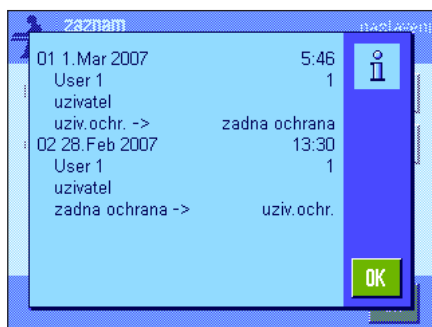 zaznam nastaveni
01 1.Mar 2007 5:46
User 1 1
uzivatel
uziv.ochr. -> zadna ochrana
02 28.Feb 2007 13:30
User 1 1
uzivatel
zadna ochrana -> uziv.ochr.
OK